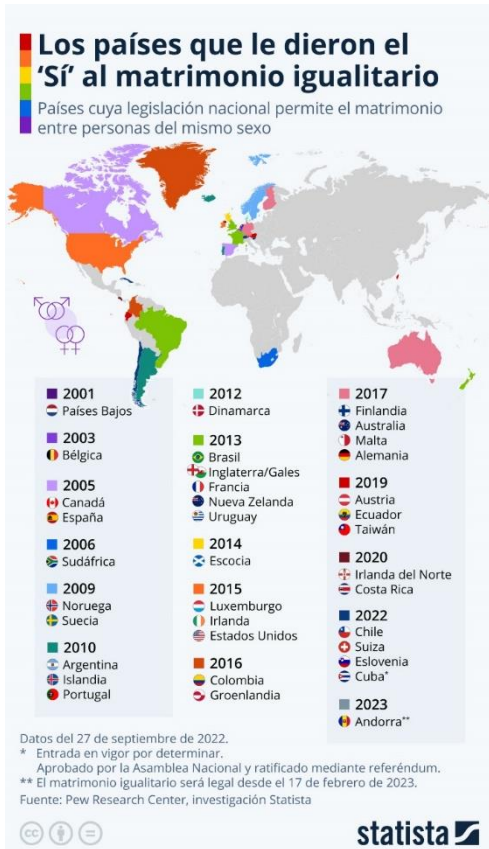 Los países que le dieron el
‘Sí’ al matrimonio igualitario
Países cuya legislación nacional permite el matrimonio
entre personas del mismo sexo
2001
Países Bajos
2003
Bélgica
2005
Canadá
España
2006
Sudáfrica
2009
Noruega
Suecia
2010
Argentina
Islandia
Portugal
2012
Dinamarca
2013
Brasil
Inglaterra/Gales
Francia
Nueva Zelanda
Uruguay
2014
Escocia
2015
Luxemburgo
Irlanda
Estados Unidos
2016
Colombia
Groenlandia
2017
Finlandia
Australia
Malta
Alemania
2019
Austria
Ecuador
Taiwán
2020
Irlanda del Norte
Costa Rica
2022
Chile
Suiza
Eslovenia
Cuba*
2023
Andorra**
Datos del 27 de septiembre de 2022.
* Entrada en vigor por determinar.
Aprobado por la Asamblea Nacional y ratificado mediante referéndum.
** El matrimonio igualitario será legal desde el 17 de febrero de 2023.
Fuente: Pew Research Center, investigación Statista
cc
statista